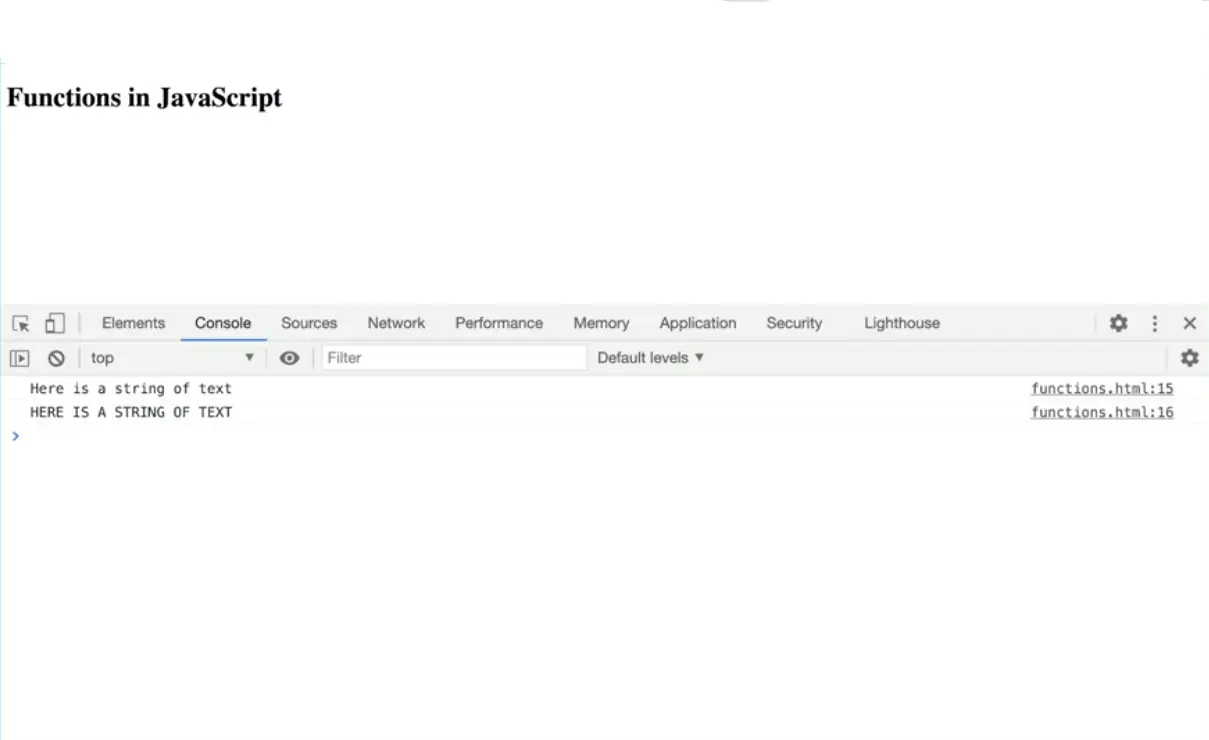 Functions in JavaScript
Elements Console Sources Network Performance Memory Application Security Lighthouse
top Filter Default levels
Here is a string of text functions.html:15
HERE IS A STRING OF TEXT functions.html:16